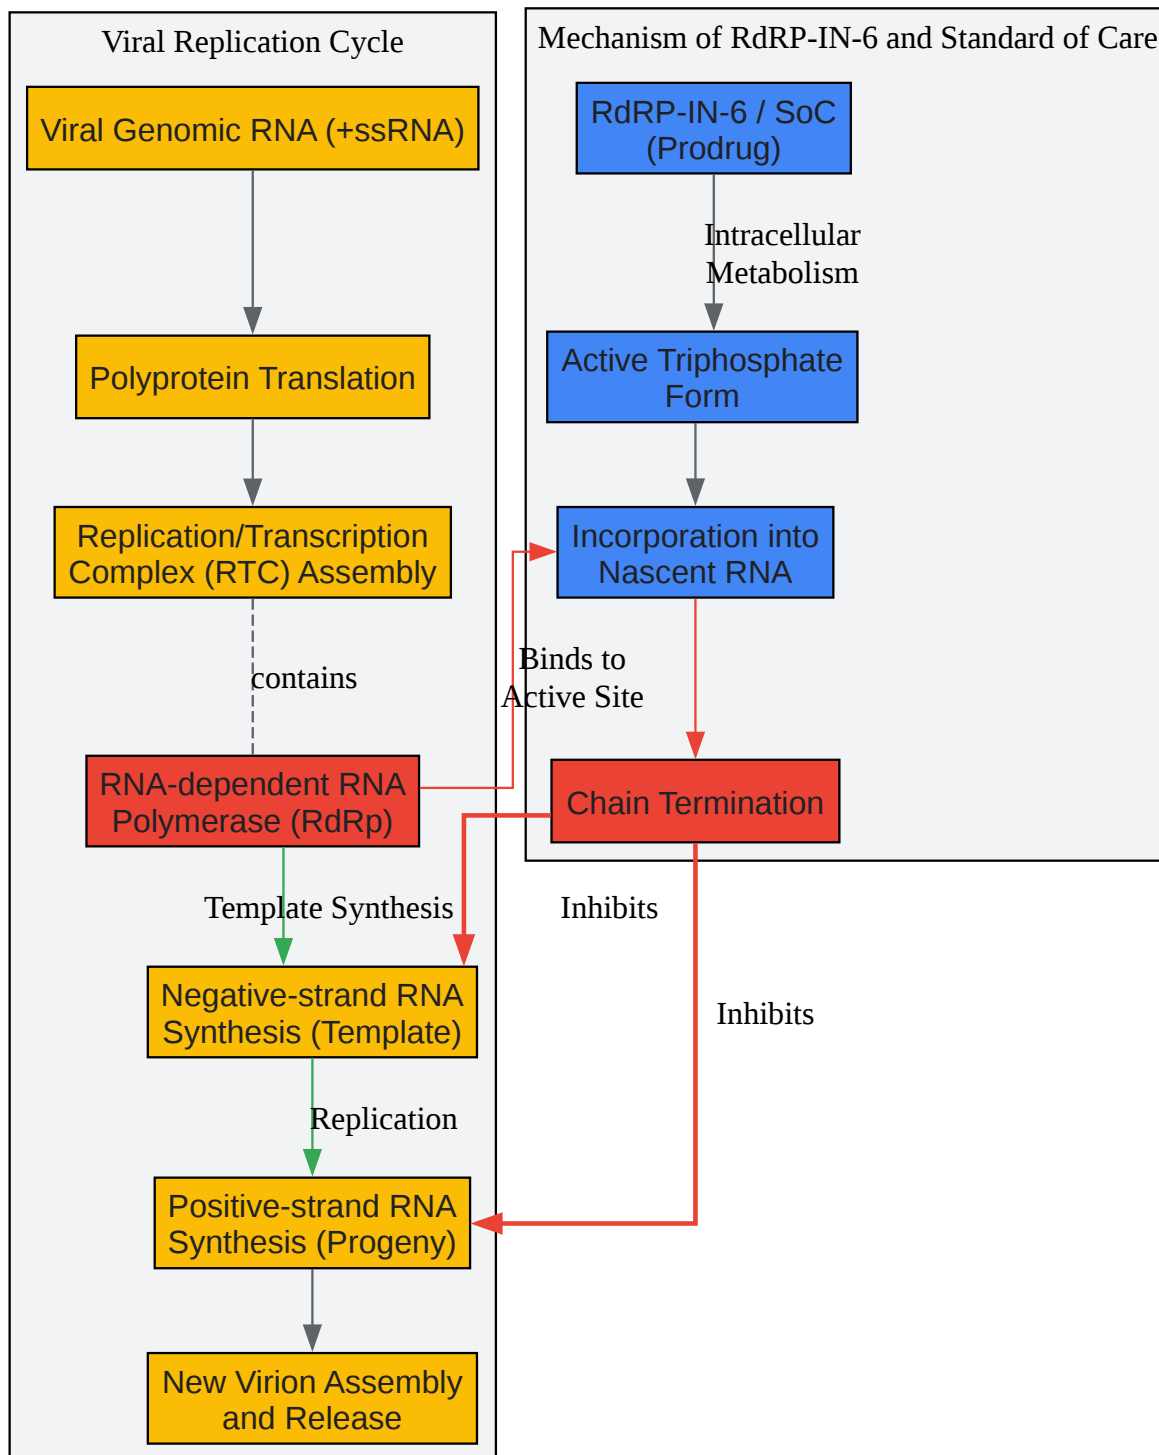 Viral Replication Cycle
Viral Genomic RNA (+ssRNA)
Polyprotein Translation
Replication/Transcription
Complex (RTC) Assembly
contains
RNA-dependent RNA
Polymerase (RdRp)
Template Synthesis
Negative-strand RNA
Synthesis (Template)
Replication
Positive-strand RNA
Synthesis (Progeny)
New Virion Assembly
and Release
Mechanism of RdRP-IN-6 and Standard of Care
RdRP-IN-6 / SoC
(Prodrug)
Intracellular
Metabolism
Active Triphosphate
Form
Incorporation into
Nascent RNA
Binds to
Active Site
Chain Termination
Inhibits
Inhibits